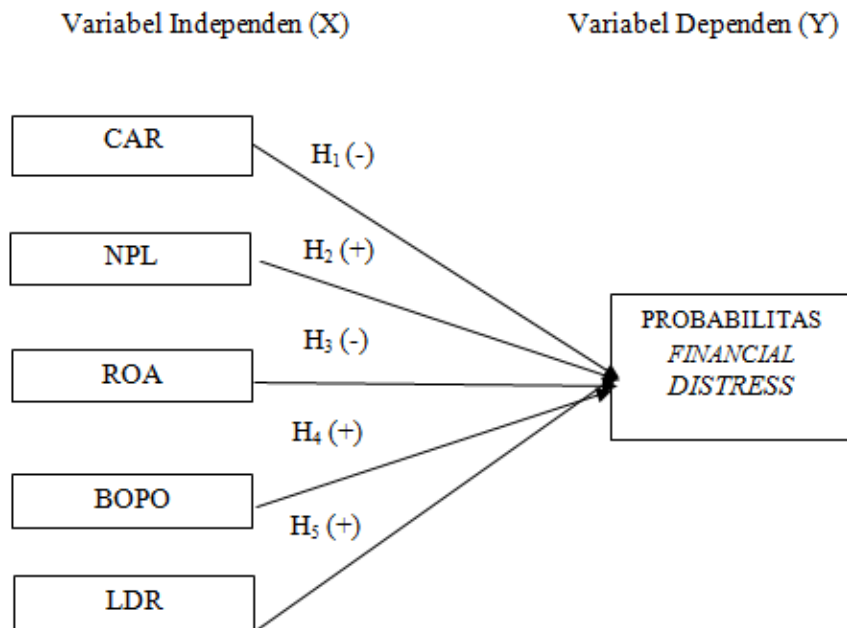 Variabel Independen (X)
Variabel Dependen (Y)
CAR
H₁ (-)
NPL
H₂ (+)
H₃ (-)
ROA
PROBABILITAS
FINANCIAL
DISTRESS
H₄ (+)
BOPO
H₅ (+)
LDR